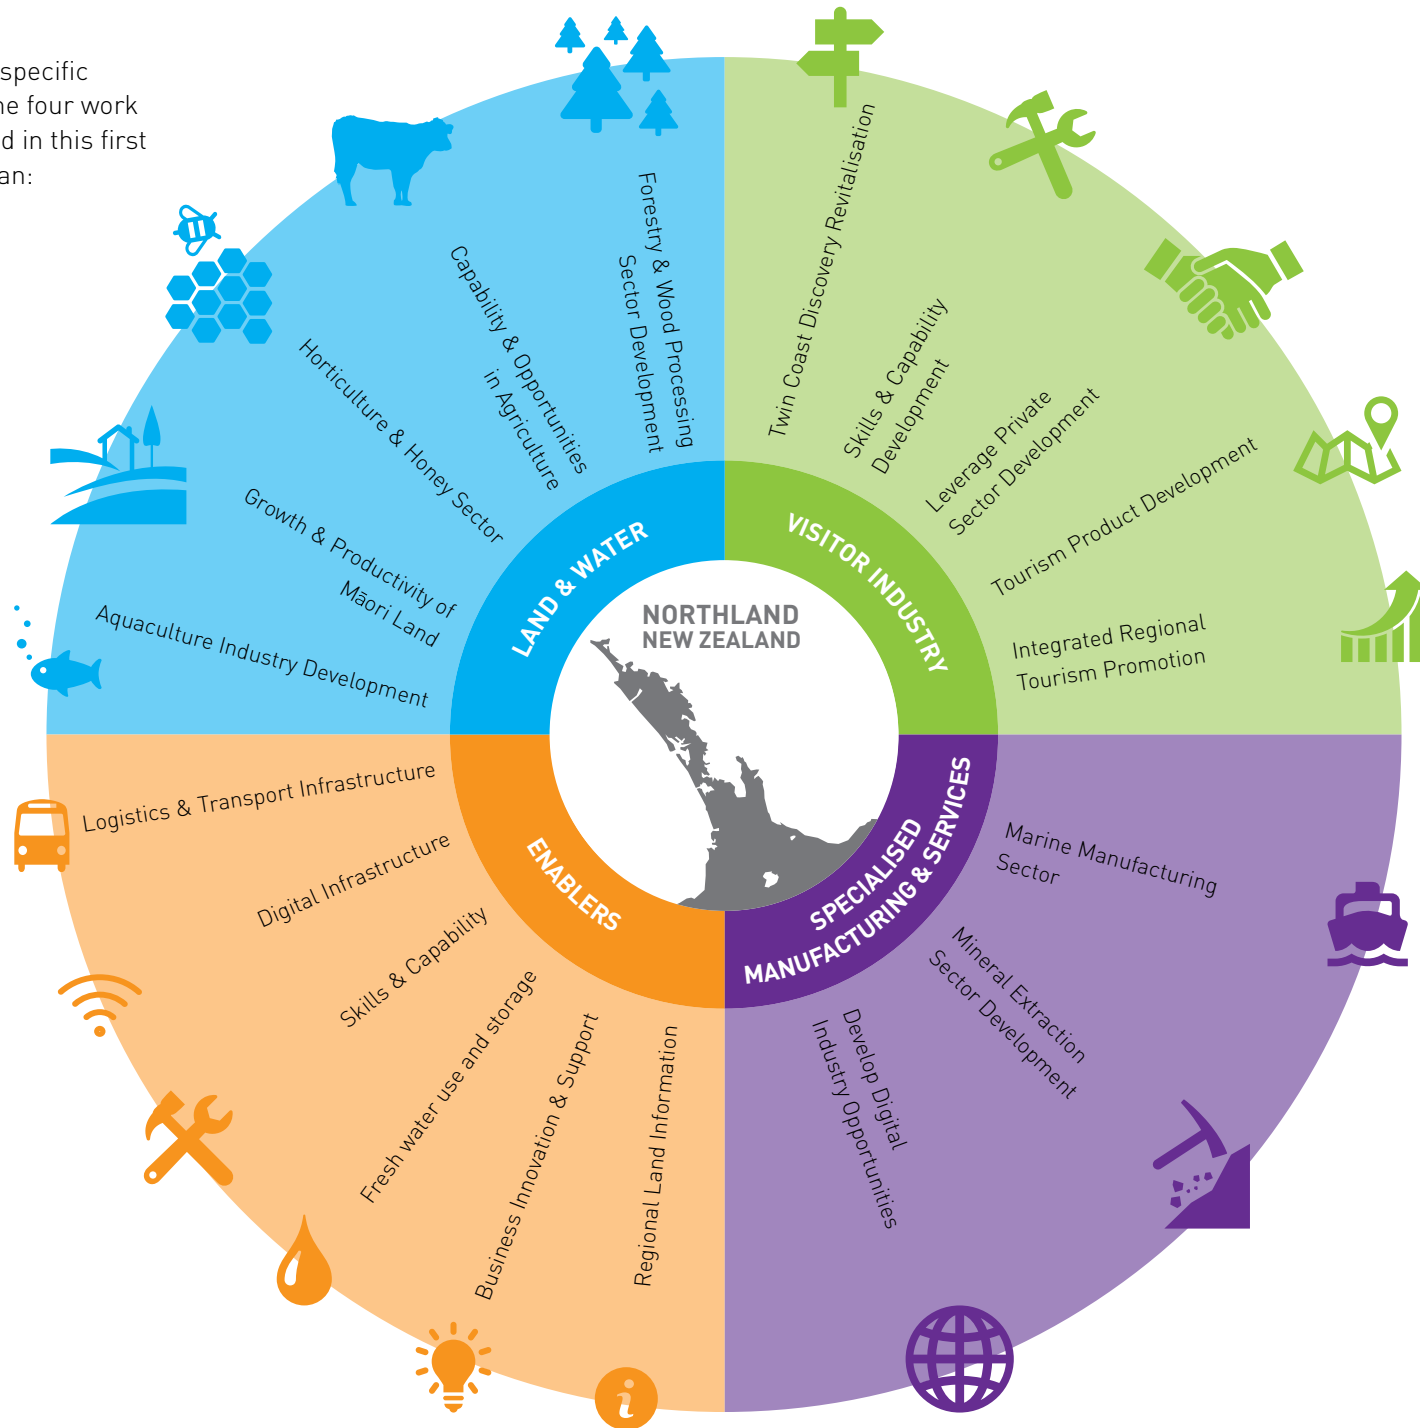 specific
ne four work
d in this first
an:
NORTHLAND
NEW ZEALAND
LAND & WATER
Forestry & Wood Processing
Sector Development
Capability & Opportunities
in Agriculture
Horticulture & Honey Sector
Growth & Productivity of
Māori Land
Aquaculture Industry Development
VISITOR INDUSTRY
Twin Coast Discovery Revitalisation
Skills & Capability
Development
Leverage Private
Sector Development
Tourism Product Development
Integrated Regional
Tourism Promotion
SPECIALISED
MANUFACTURING & SERVICES
Marine Manufacturing
Sector
Mineral Extraction
Sector Development
Develop Digital
Industry Opportunities
ENABLERS
Logistics & Transport Infrastructure
Digital Infrastructure
Skills & Capability
Fresh water use and storage
Business Innovation & Support
Regional Land Information
i